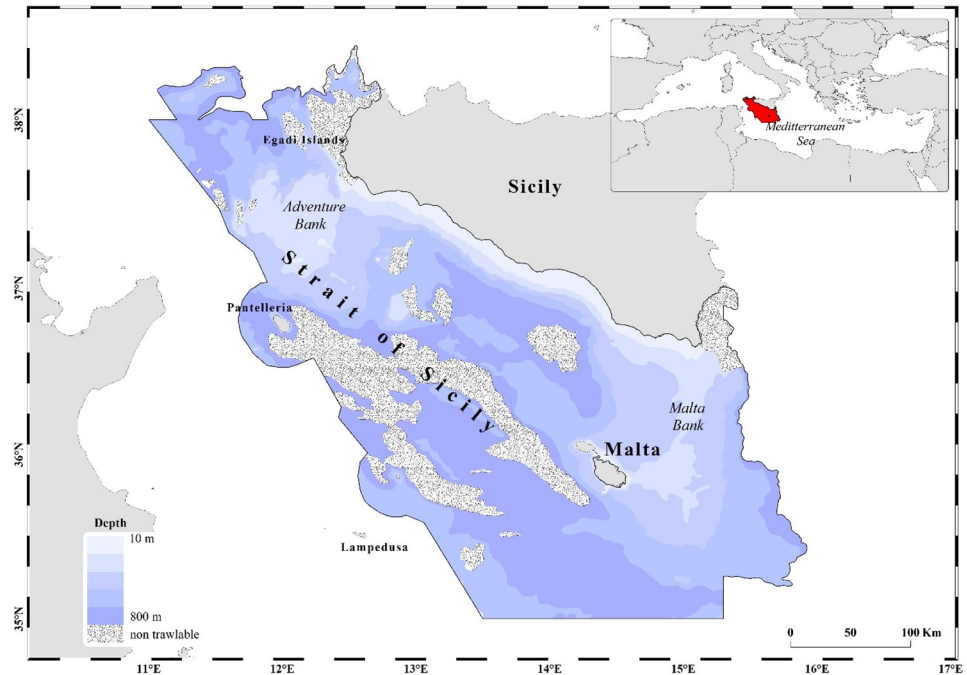 Mediterranean
Sea
38°N
Egadi Islands
Sicily
Adventure
Bank
37°N
Pantelleria
Strait of Sicily
Malta
Bank
36°N
Malta
Depth
10 m
Lampedusa
800 m
non trawlable
35°N
0 50 100 Km
11°E 12°E 13°E 14°E 15°E 16°E 17°E